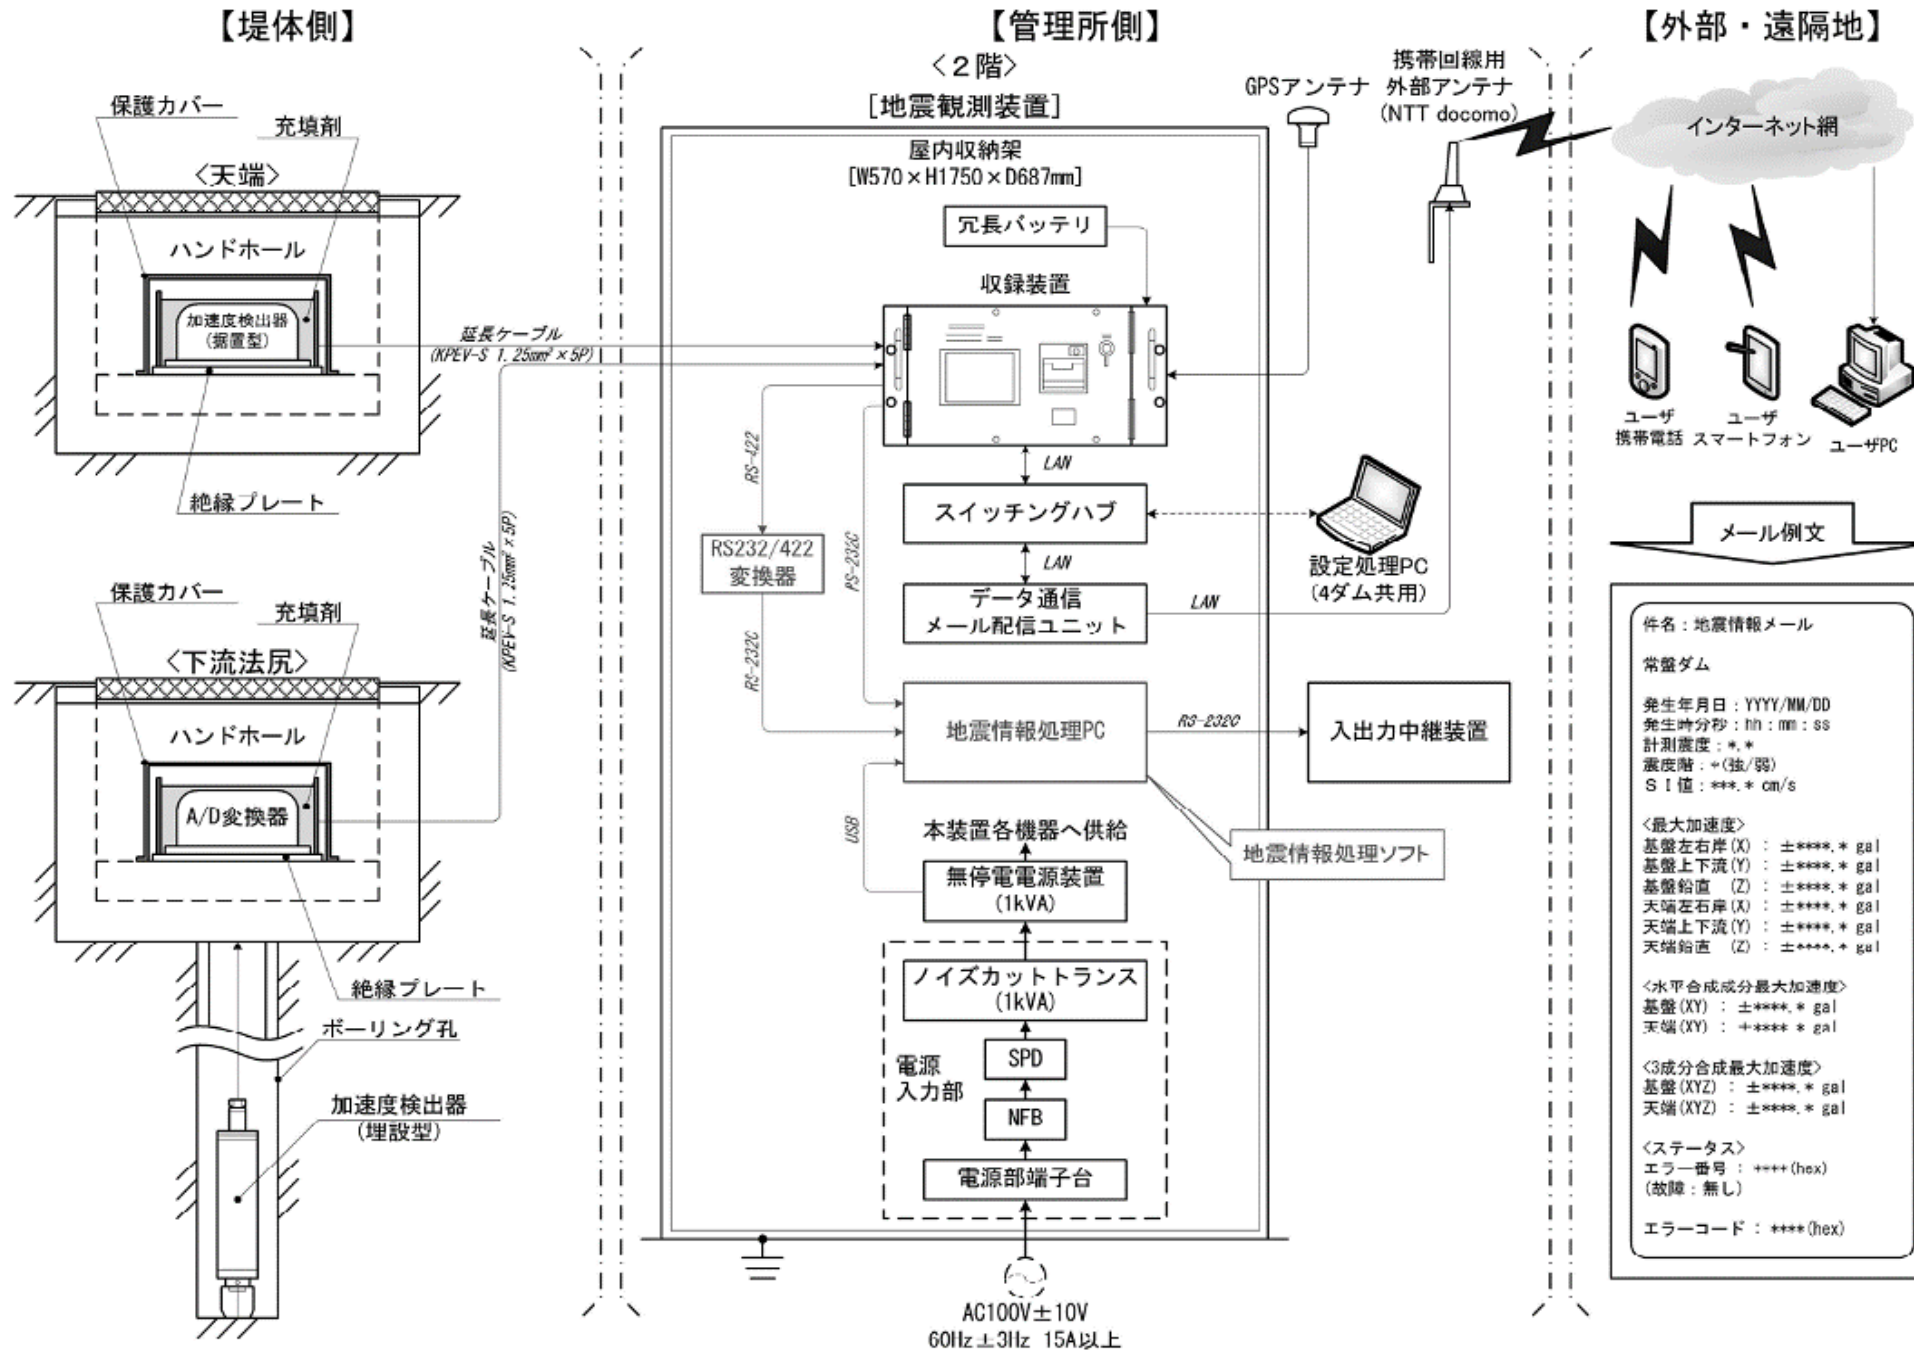 【堤体側】
保護カバー
充填剤
<天端>
ハンドホール
加速度検出器
(据置型)
絶縁プレート
延長ケーブル
(KPEV-S 1.25mm²×5P)
延長ケーブル
(KPEV-S 1.25mm²×5P)
保護カバー
充填剤
<下流法尻>
ハンドホール
A/D変換器
絶縁プレート
ボーリング孔
加速度検出器
(埋設型)
【管理所側】
<2階>
[地震観測装置]
屋内収納架
[W570×H1750×D687mm]
冗長バッテリ
収録装置
GPSアンテナ
携帯回線用
外部アンテナ
(NTT docomo)
RS-422
LAN
スイッチングハブ
RS232/422
変換器
PS-232C
LAN
設定処理PC
(4ダム共用)
データ通信
メール配信ユニット
LAN
RS-232C
地震情報処理PC
RS-232C
入出力中継装置
USB
地震情報処理ソフト
本装置各機器へ供給
無停電電源装置
(1kVA)
ノイズカットトランス
(1kVA)
電源
入力部
SPD
NFB
電源部端子台
AC100V±10V
60Hz±3Hz 15A以上
【外部・遠隔地】
インターネット網
ユーザ
携帯電話
ユーザ
スマートフォン
ユーザPC
メール例文
件名:地震情報メール
常盤ダム
発生年月日:YYYY/MM/DD
発生時分秒:hh:mm:ss
計測震度:*.*
震度階:*(強/弱)
SI値:***.* cm/s
<最大加速度>
基盤左右岸(X) : ±****.* gal
基盤上下流(Y) : ±****.* gal
基盤鉛直 (Z) : ±****.* gal
天端左右岸(X) : ±****.* gal
天端上下流(Y) : ±****.* gal
天端鉛直 (Z) : ±****.* gal
<水平合成成分最大加速度>
基盤(XY) : ±****.* gal
天端(XY) : ±****.* gal
<3成分合成最大加速度>
基盤(XYZ) : ±****.* gal
天端(XYZ) : ±****.* gal
<ステータス>
エラー番号 : ****(hex)
(故障:無し)
エラーコード : ****(hex)